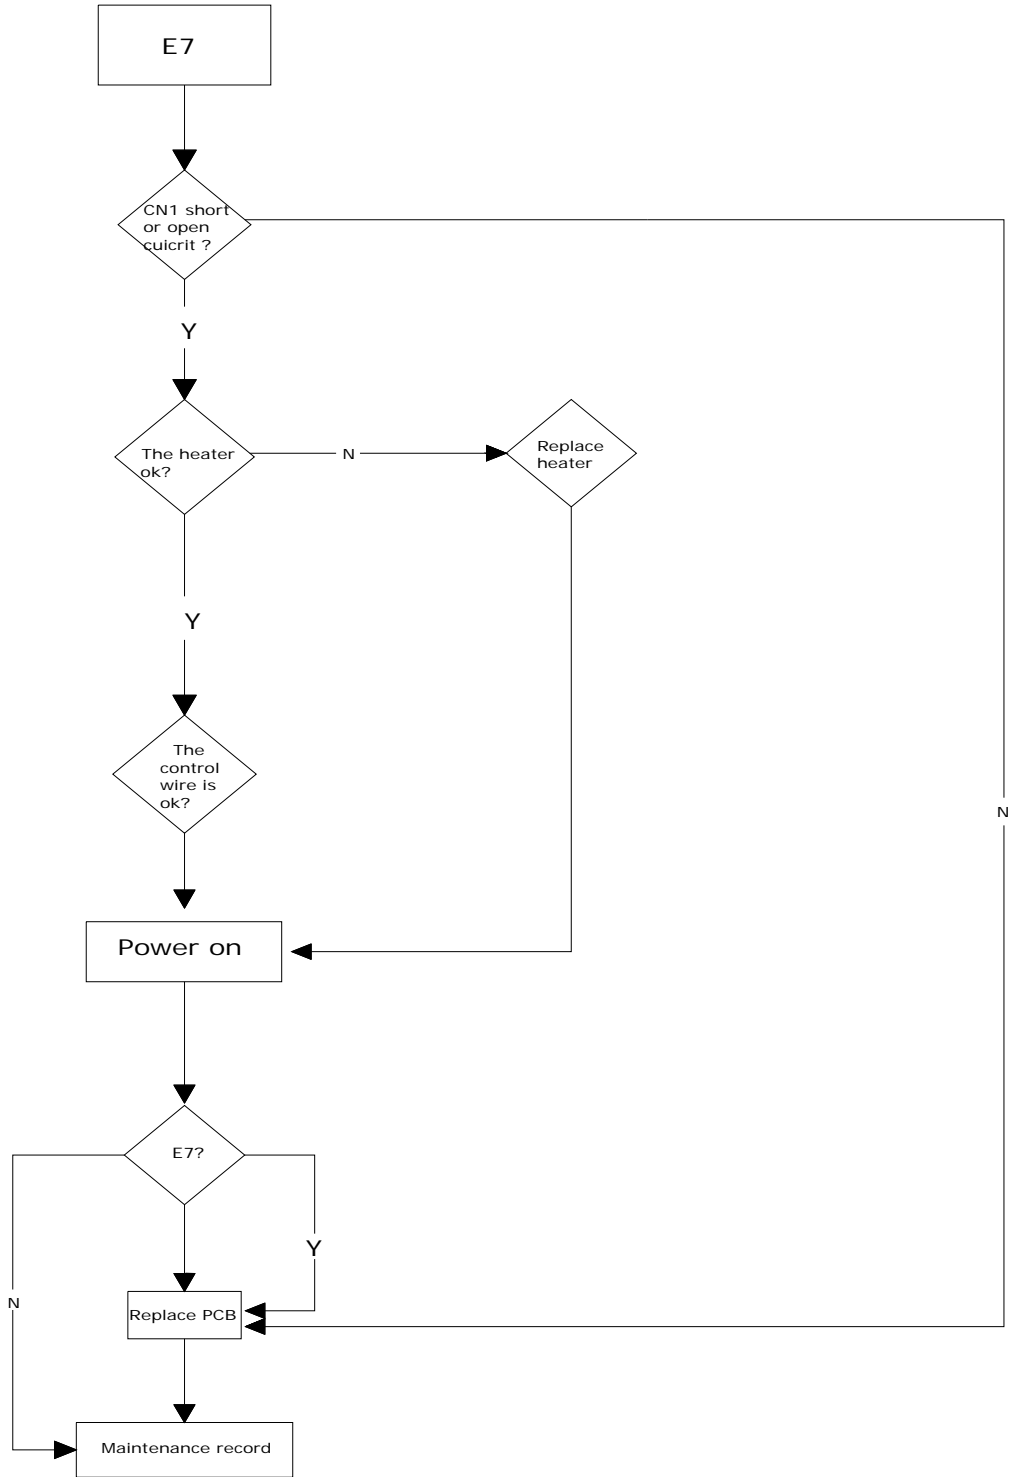 E7
CN1 short
or open
cuicrit ?
Y
The heater
ok?
N
Replace
heater
Y
The
control
wire is
ok?
N
Power on
E7?
Y
N
Replace PCB
Maintenance record